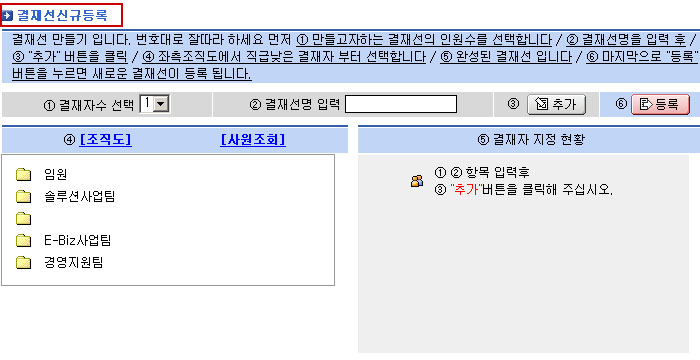 결재선신규등록
결재선 만들기 입니다. 번호대로 잘따라 하세요 먼저 ① 만들고자하는 결재선의 인원수를 선택합니다 / ② 결재선명을 입력 후 /
③ "추가" 버튼을 클릭 / ④ 좌측조직도에서 직급낮은 결재자 부터 선택합니다 / ⑤ 완성된 결재선 입니다 / ⑥ 마지막으로 "등록"
버튼을 누르면 새로운 결재선이 등록 됩니다.
① 결재자수 선택 1 ② 결재선명 입력 ③ 추가 ⑥ 등록
④ [조직도] [사원조회] ⑤ 결재자 지정 현황
임원
솔루션사업팀
E-Biz사업팀
경영지원팀
① ② 항목 입력후
③ "추가"버튼을 클릭해 주십시오.